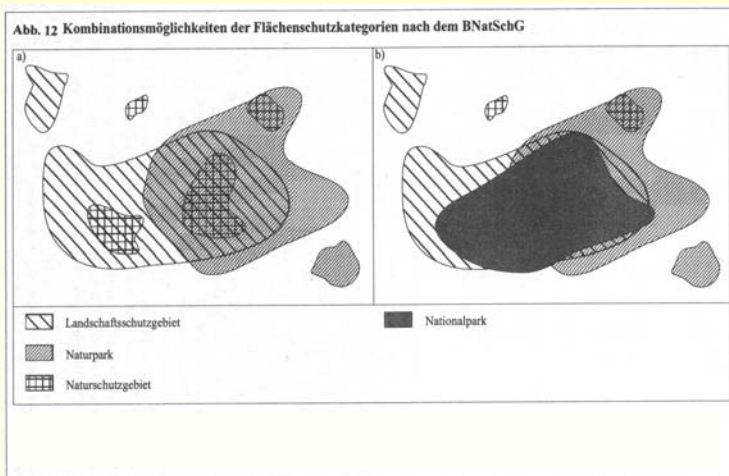 Abb. 12 Kombinationsmöglichkeiten der Flächenschutzkategorien nach dem BNatSchG
a)
b)
Landschaftsschutzgebiet
Nationalpark
Naturpark
Naturschutzgebiet